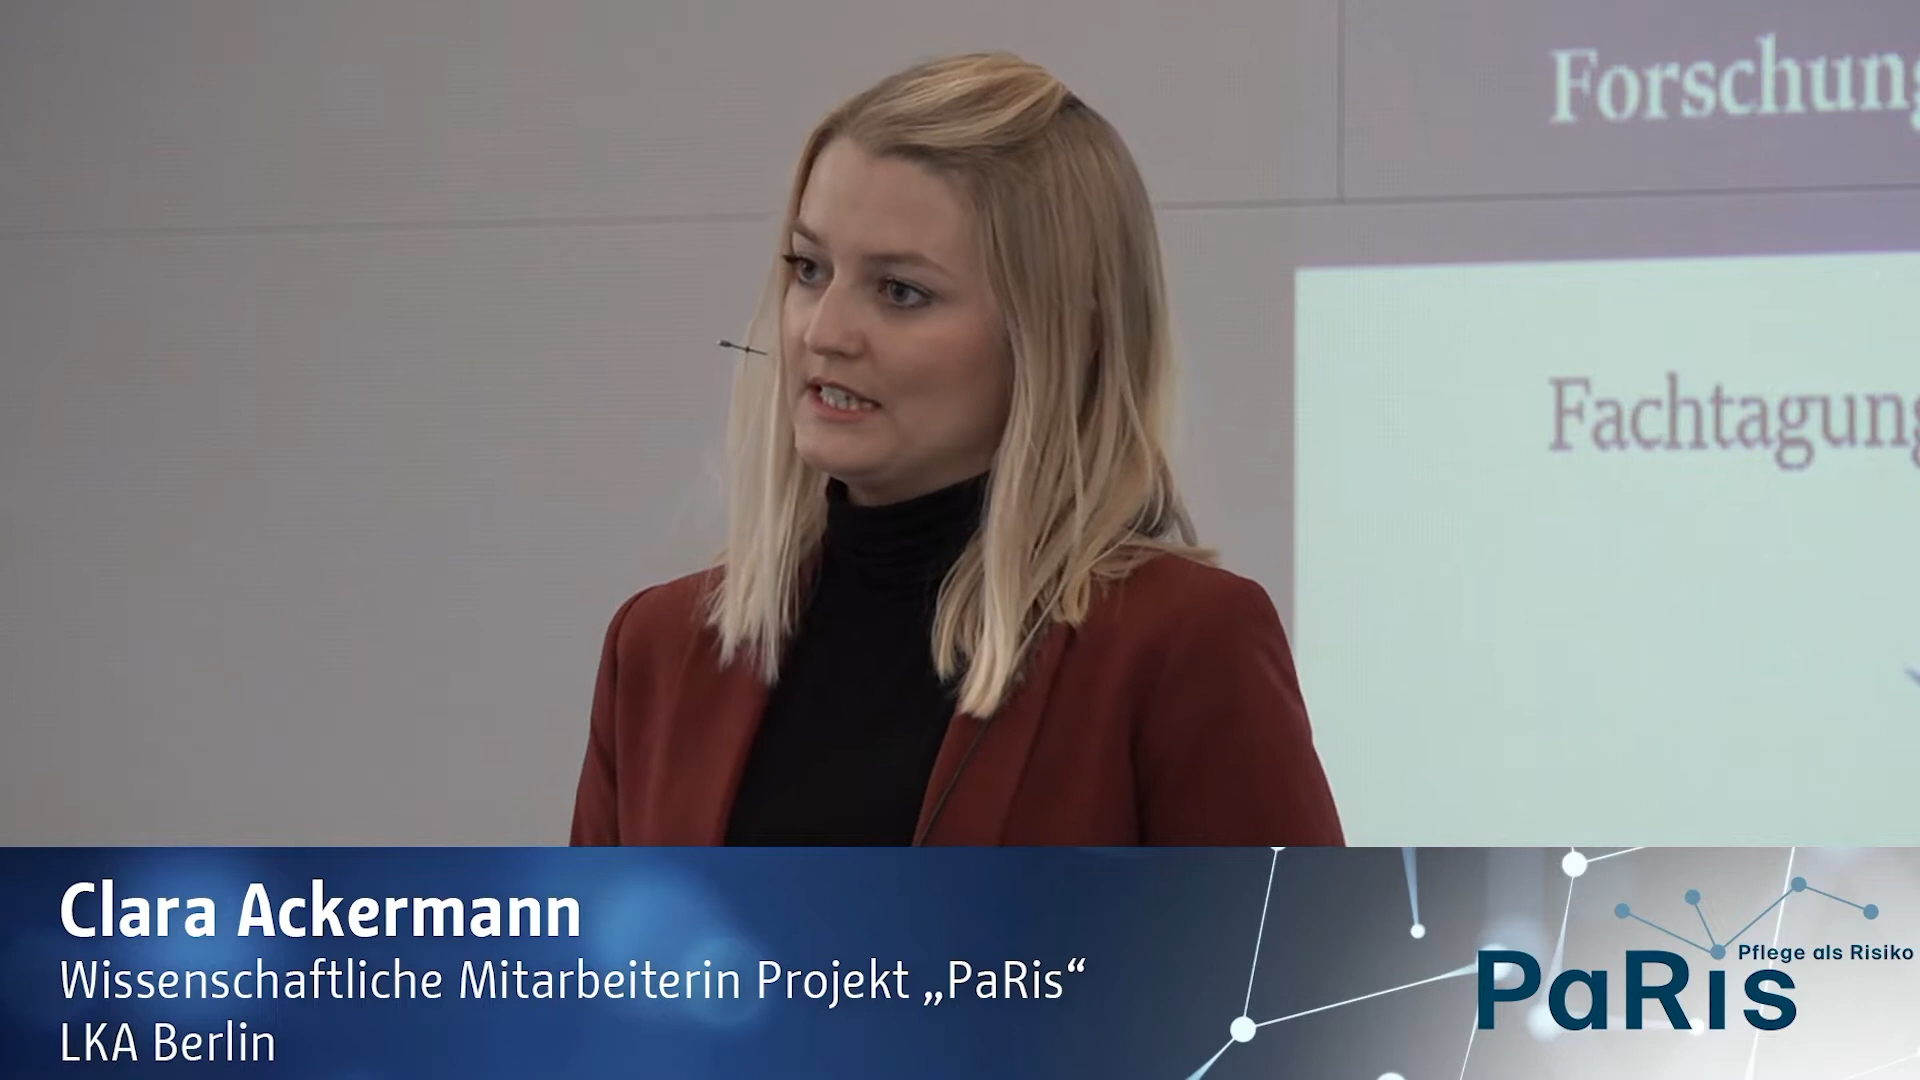 Forschung
Fachtagung
Clara Ackermann
Wissenschaftliche Mitarbeiterin Projekt „PaRis“
LKA Berlin
Pflege als Risiko
PaRis